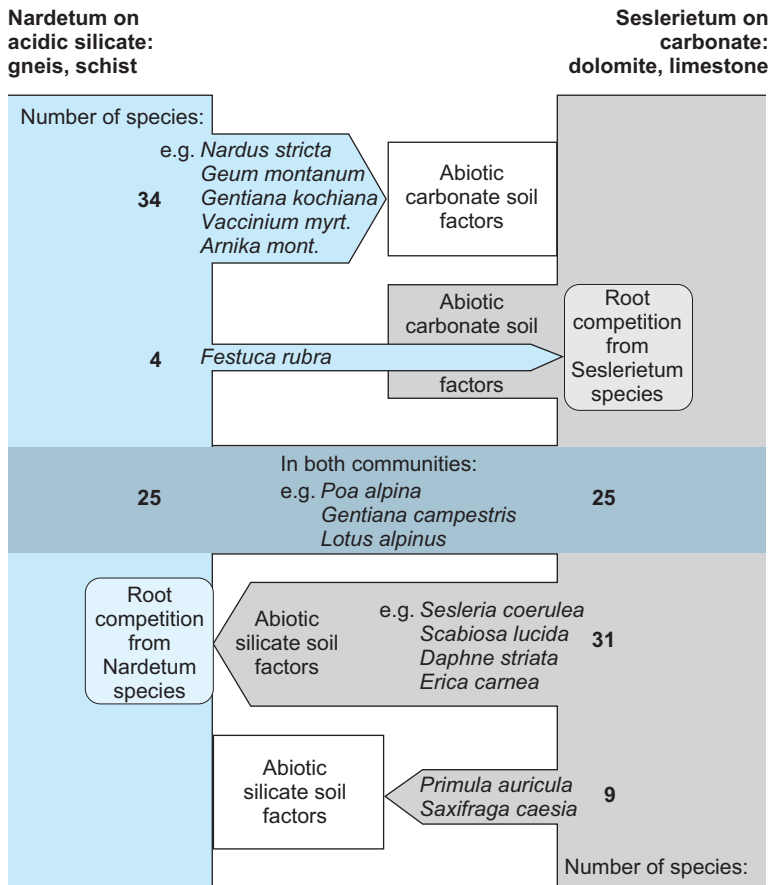 Nardetum on
acidic silicate:
gneis, schist
Seslerietum on
carbonate:
dolomite, limestone
Number of species:
e.g. Nardus stricta
Geum montanum
Gentiana kochiana
Vaccinium myrt.
Arnika mont.
34
Abiotic
carbonate soil
factors
Abiotic
carbonate soil
factors
Root
competition
from
Seslerietum
species
4
Festuca rubra
In both communities:
25
e.g. Poa alpina
Gentiana campestris
Lotus alpinus
25
Root
competition
from
Nardetum
species
Abiotic
silicate soil
factors
e.g. Sesleria coerulea
Scabiosa lucida
Daphne striata
Erica carnea
31
Abiotic
silicate soil
factors
Primula auricula
Saxifraga caesia
9
Number of species: